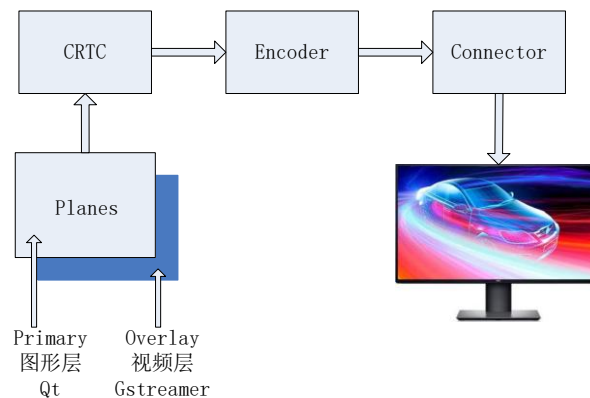 CRTC
Encoder
Connector
Planes
Primary
图形层
Qt
Overlay
视频层
Gstreamer